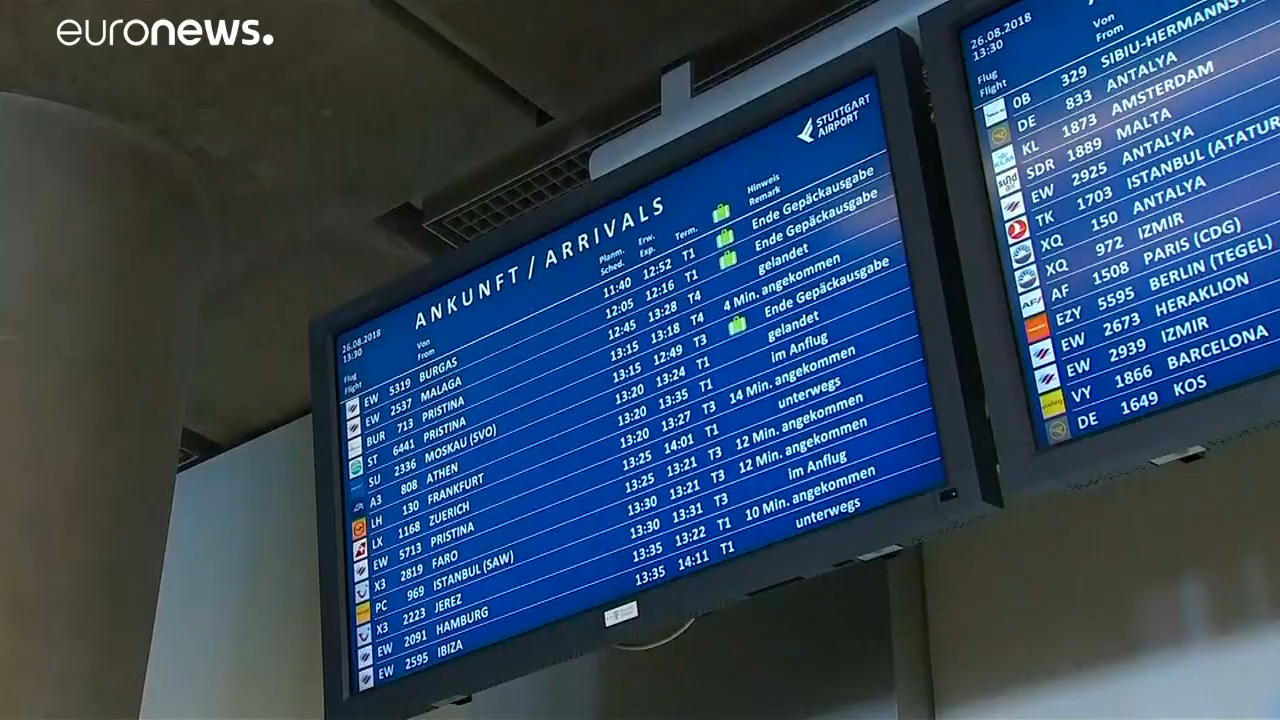 euronews.
STUTTGART
AIRPORT
ANKUNFT / ARRIVALS
26.08.2018
13:30
Flug Von Planm. Erw. Term. Hinweis
Flight From Sched. Exp. Remark
EW 5319 BURGAS 11:40 12:52 T1 Ende Gepäckausgabe
EW 2537 MALAGA 12:05 12:16 T1 Ende Gepäckausgabe
BUR 713 PRISTINA 12:45 13:28 T4 gelandet
ST 6441 PRISTINA 13:15 13:18 T4 4 Min. angekommen
SU 2336 MOSKAU (SVO) 13:15 12:49 T3 Ende Gepäckausgabe
A3 808 ATHEN 13:20 13:24 T1 gelandet
LH 130 FRANKFURT 13:20 13:35 T1 im Anflug
LX 1168 ZUERICH 13:20 13:27 T3 14 Min. angekommen
EW 5713 PRISTINA 13:25 14:01 T1 unterwegs
X3 2819 FARO 13:25 13:21 T3 12 Min. angekommen
PC 969 ISTANBUL (SAW) 13:30 13:21 T3 12 Min. angekommen
X3 2223 JEREZ 13:30 13:31 T3 im Anflug
EW 2091 HAMBURG 13:35 13:22 T1 10 Min. angekommen
EW 2595 IBIZA 13:35 14:11 T1 unterwegs
26.08.2018
13:30
Flug Von
Flight From
0B 329 SIBIU-HERMANNST
DE 833 ANTALYA
KL 1873 AMSTERDAM
SDR 1889 MALTA
EW 2925 ANTALYA
TK 1703 ISTANBUL (ATATUR
XQ 150 ANTALYA
XQ 972 IZMIR
AF 1508 PARIS (CDG)
EZY 5595 BERLIN (TEGEL)
EW 2673 HERAKLION
EW 2939 IZMIR
VY 1866 BARCELONA
DE 1649 KOS